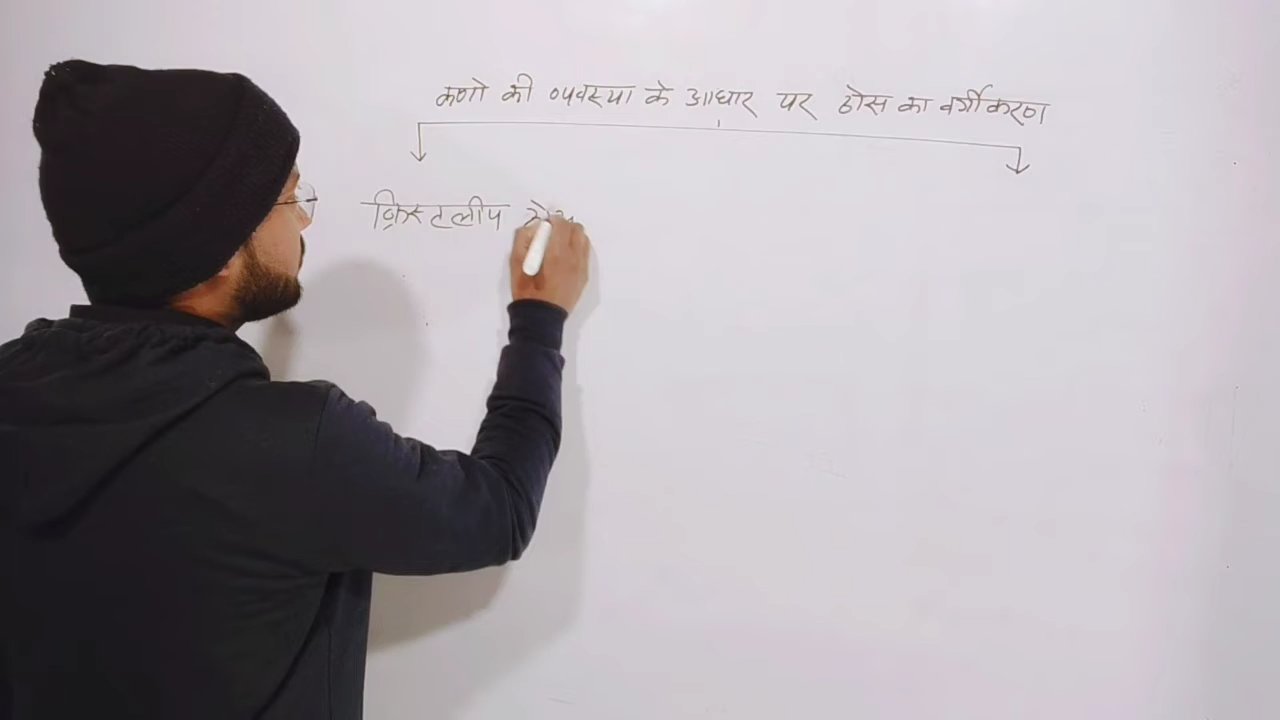 कणो की व्यवस्था के आधार पर ठोस का वर्गीकरण
क्रिस्टलीय